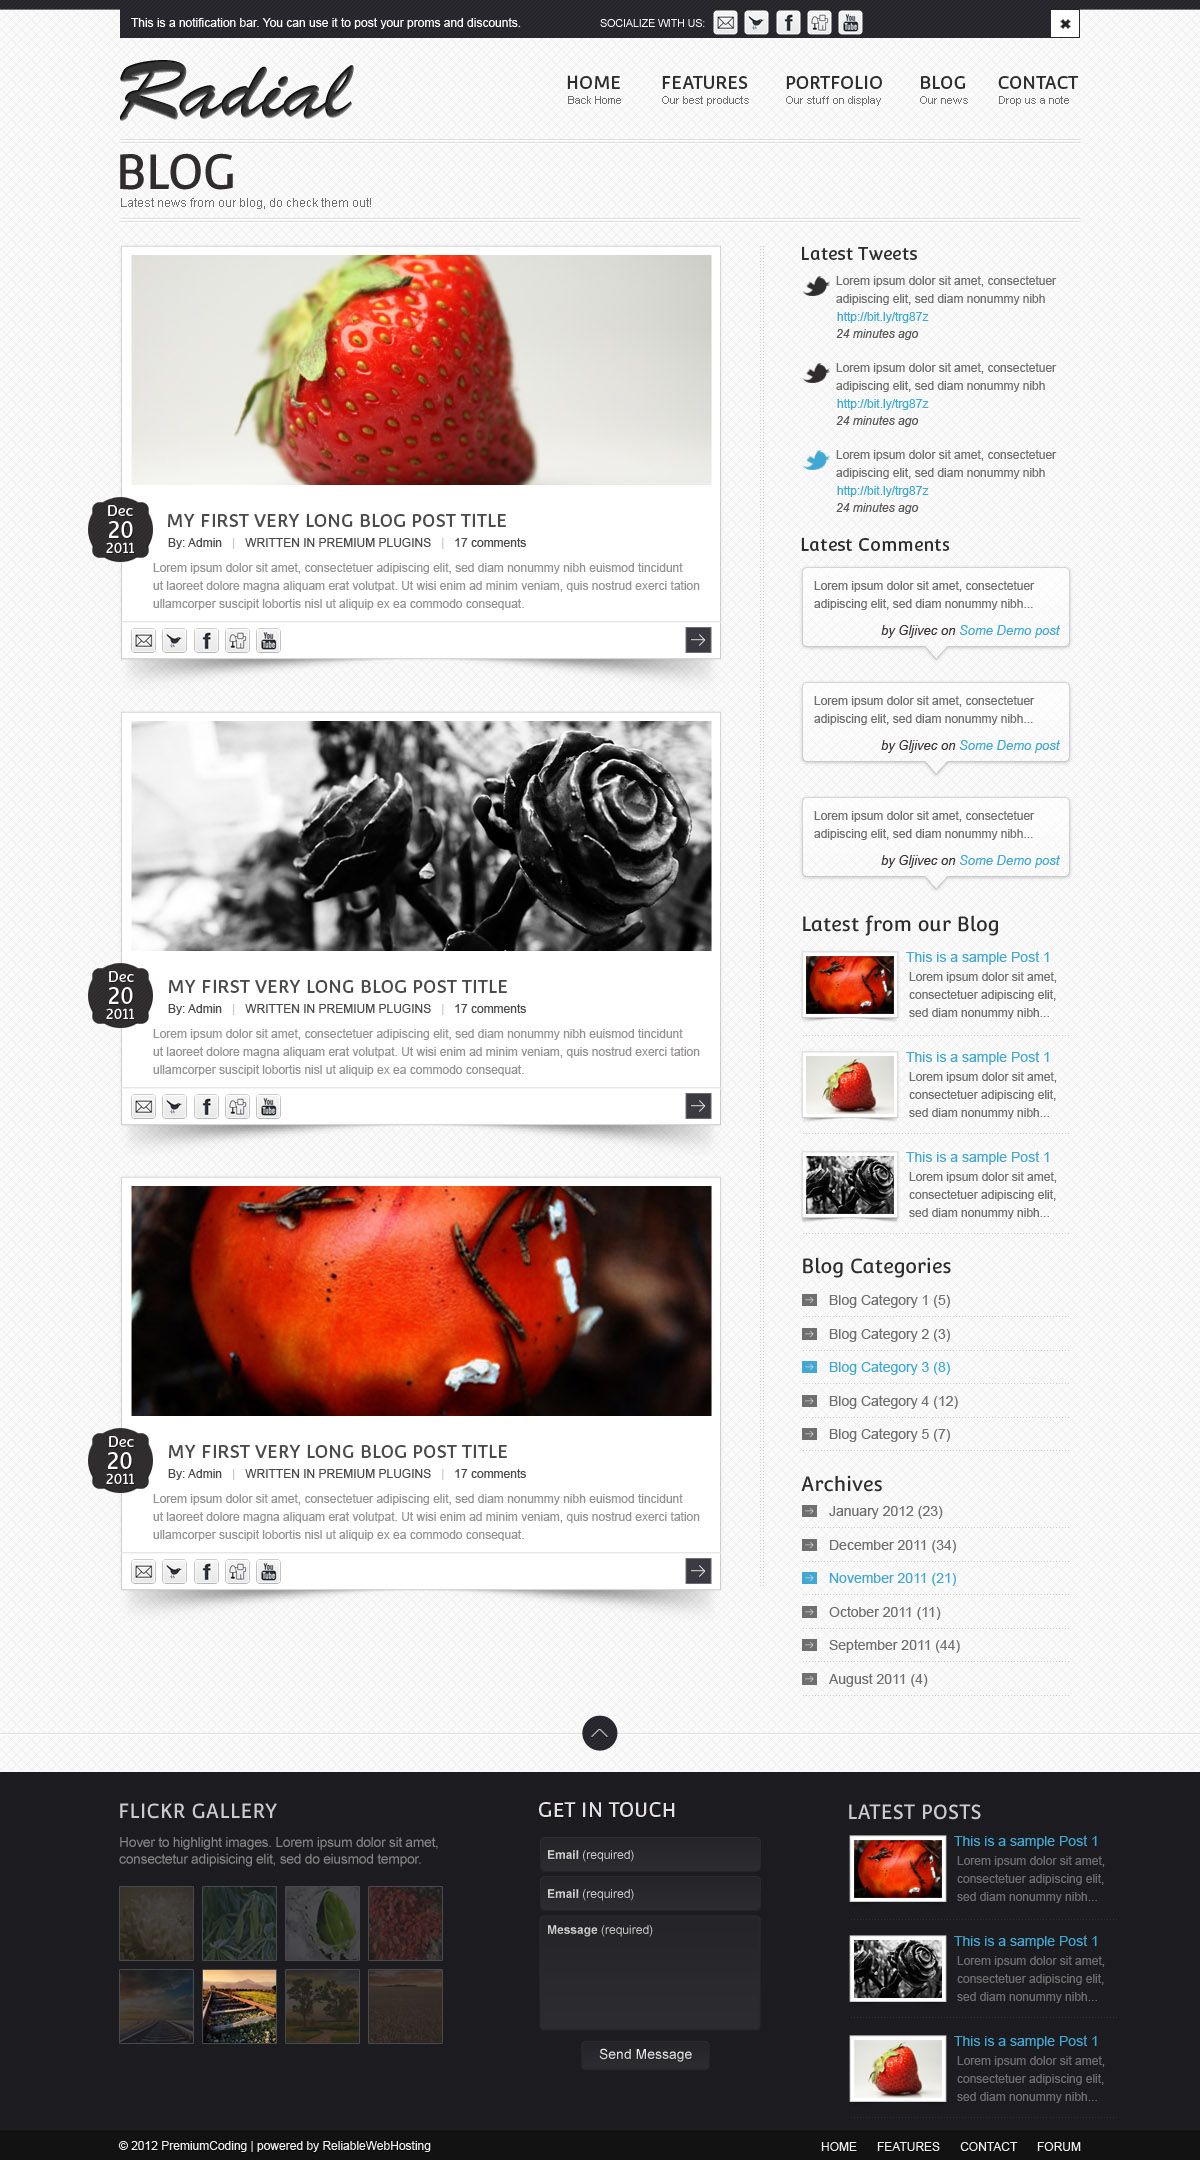 This is a notification bar. You can use it to post your proms and discounts.
SOCIALIZE WITH US:
f
You
Tube
Radial
HOME
Back Home
FEATURES
Our best products
PORTFOLIO
Our stuff on display
BLOG
Our news
CONTACT
Drop us a note
BLOG
Latest news from our blog, do check them out!
Dec
20
2011
MY FIRST VERY LONG BLOG POST TITLE
By: Admin | WRITTEN IN PREMIUM PLUGINS | 17 comments
Lorem ipsum dolor sit amet, consectetuer adipiscing elit, sed diam nonummy nibh euismod tincidunt
ut laoreet dolore magna aliquam erat volutpat. Ut wisi enim ad minim veniam, quis nostrud exerci tation
ullamcorper suscipit lobortis nisl ut aliquip ex ea commodo consequat.
f
You
Tube
Dec
20
2011
MY FIRST VERY LONG BLOG POST TITLE
By: Admin | WRITTEN IN PREMIUM PLUGINS | 17 comments
Lorem ipsum dolor sit amet, consectetuer adipiscing elit, sed diam nonummy nibh euismod tincidunt
ut laoreet dolore magna aliquam erat volutpat. Ut wisi enim ad minim veniam, quis nostrud exerci tation
ullamcorper suscipit lobortis nisl ut aliquip ex ea commodo consequat.
f
You
Tube
Dec
20
2011
MY FIRST VERY LONG BLOG POST TITLE
By: Admin | WRITTEN IN PREMIUM PLUGINS | 17 comments
Lorem ipsum dolor sit amet, consectetuer adipiscing elit, sed diam nonummy nibh euismod tincidunt
ut laoreet dolore magna aliquam erat volutpat. Ut wisi enim ad minim veniam, quis nostrud exerci tation
ullamcorper suscipit lobortis nisl ut aliquip ex ea commodo consequat.
f
You
Tube
Latest Tweets
Lorem ipsum dolor sit amet, consectetuer
adipiscing elit, sed diam nonummy nibh
http://bit.ly/trg87z
24 minutes ago
Lorem ipsum dolor sit amet, consectetuer
adipiscing elit, sed diam nonummy nibh
http://bit.ly/trg87z
24 minutes ago
Lorem ipsum dolor sit amet, consectetuer
adipiscing elit, sed diam nonummy nibh
http://bit.ly/trg87z
24 minutes ago
Latest Comments
Lorem ipsum dolor sit amet, consectetuer
adipiscing elit, sed diam nonummy nibh...
by Gljivec on Some Demo post
Lorem ipsum dolor sit amet, consectetuer
adipiscing elit, sed diam nonummy nibh...
by Gljivec on Some Demo post
Lorem ipsum dolor sit amet, consectetuer
adipiscing elit, sed diam nonummy nibh...
by Gljivec on Some Demo post
Latest from our Blog
This is a sample Post 1
Lorem ipsum dolor sit amet,
consectetuer adipiscing elit,
sed diam nonummy nibh...
This is a sample Post 1
Lorem ipsum dolor sit amet,
consectetuer adipiscing elit,
sed diam nonummy nibh...
This is a sample Post 1
Lorem ipsum dolor sit amet,
consectetuer adipiscing elit,
sed diam nonummy nibh...
Blog Categories
Blog Category 1 (5)
Blog Category 2 (3)
Blog Category 3 (8)
Blog Category 4 (12)
Blog Category 5 (7)
Archives
January 2012 (23)
December 2011 (34)
November 2011 (21)
October 2011 (11)
September 2011 (44)
August 2011 (4)
FLICKR GALLERY
Hover to highlight images. Lorem ipsum dolor sit amet,
consectetur adipisicing elit, sed do eiusmod tempor.
GET IN TOUCH
Email (required)
Email (required)
Message (required)
Send Message
LATEST POSTS
This is a sample Post 1
Lorem ipsum dolor sit amet,
consectetuer adipiscing elit,
sed diam nonummy nibh...
This is a sample Post 1
Lorem ipsum dolor sit amet,
consectetuer adipiscing elit,
sed diam nonummy nibh...
This is a sample Post 1
Lorem ipsum dolor sit amet,
consectetuer adipiscing elit,
sed diam nonummy nibh...
© 2012 PremiumCoding | powered by ReliableWebHosting
HOME FEATURES CONTACT FORUM